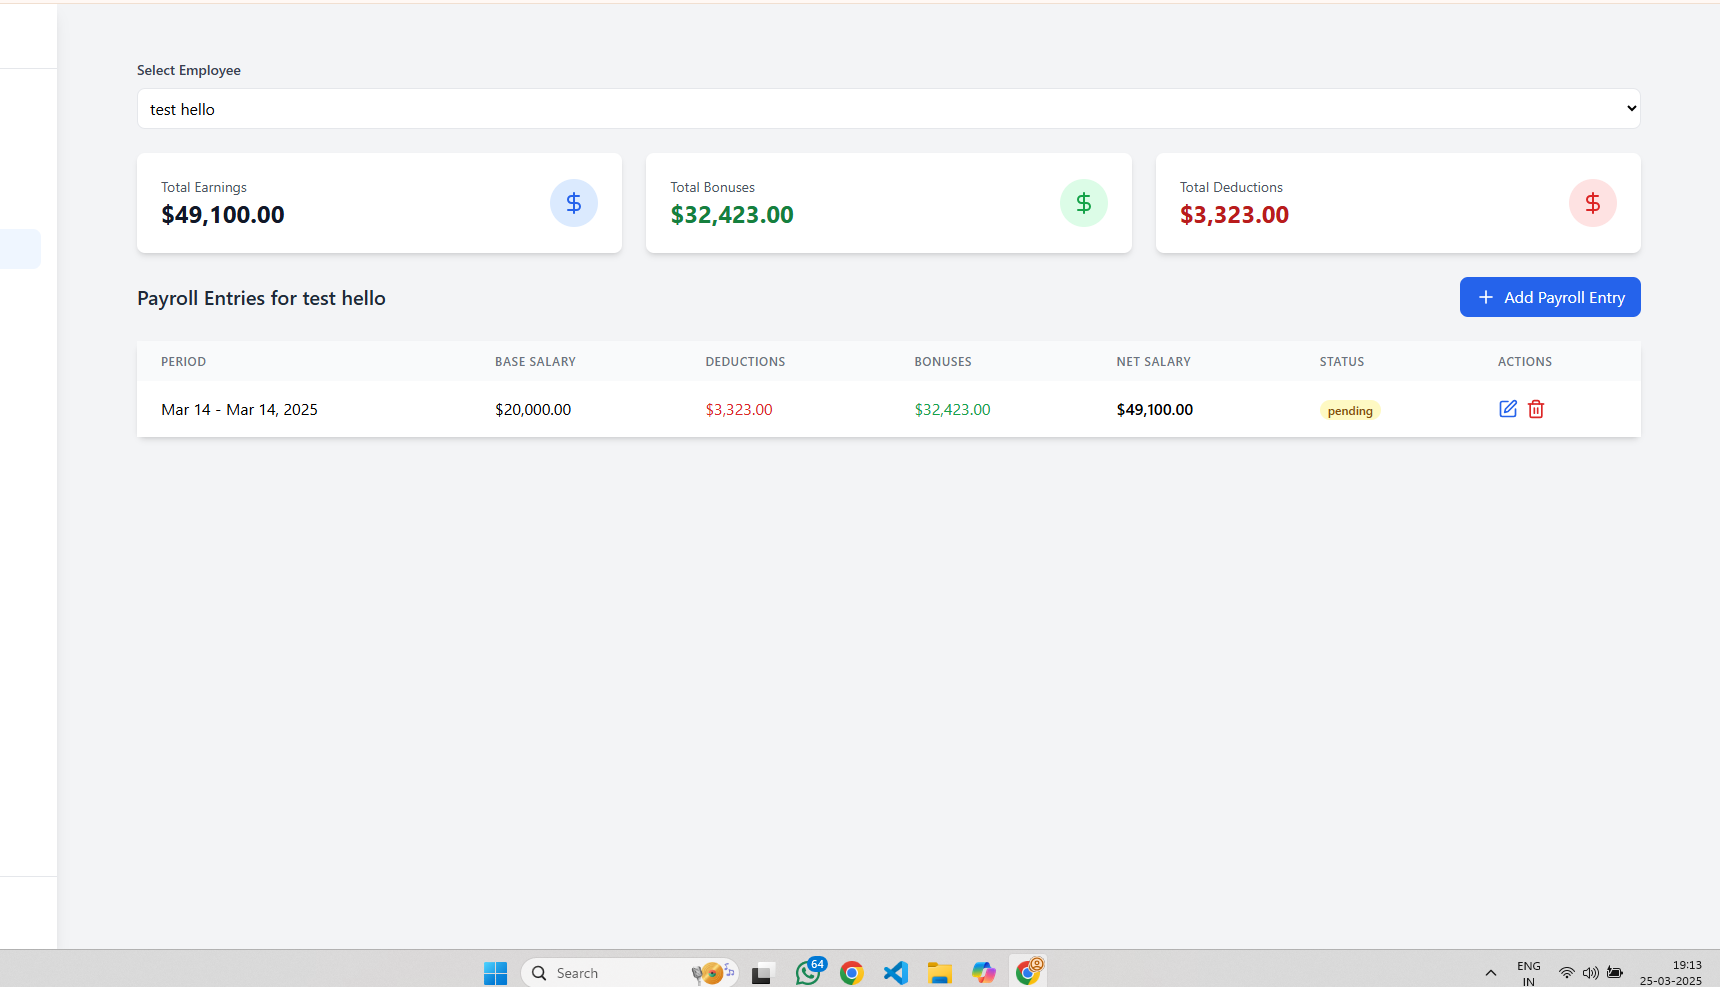 Select Employee
test hello
Total Earnings
$49,100.00
Total Bonuses
$32,423.00
Total Deductions
$3,323.00
Payroll Entries for test hello
Add Payroll Entry
PERIOD BASE SALARY DEDUCTIONS BONUSES NET SALARY STATUS ACTIONS
Mar 14 - Mar 14, 2025 $20,000.00 $3,323.00 $32,423.00 $49,100.00 pending
Search
64
ENG
IN
19:13
25-03-2025